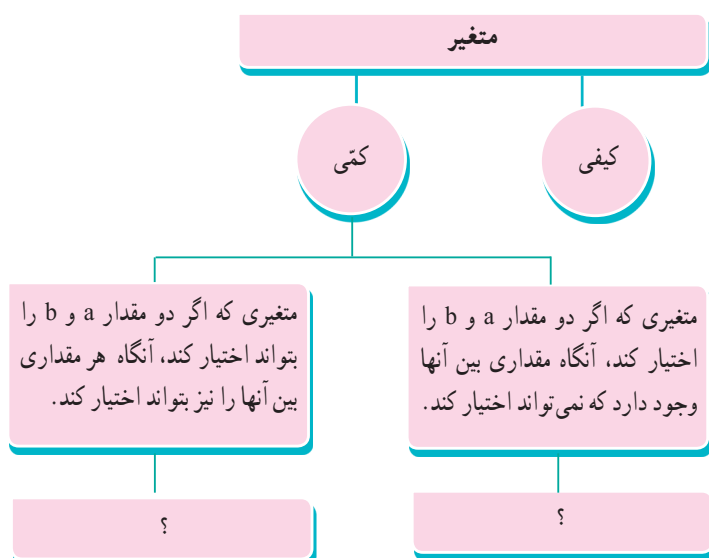 متغیر
کیفی
کمّی
متغیری که اگر دو مقدار a و b را
اختیار کند، آنگاه مقداری بین آنها
وجود دارد که نمی‌تواند اختیار کند.
متغیری که اگر دو مقدار a و b را
بتواند اختیار کند، آنگاه هر مقداری
بین آنها را نیز بتواند اختیار کند.
؟
؟